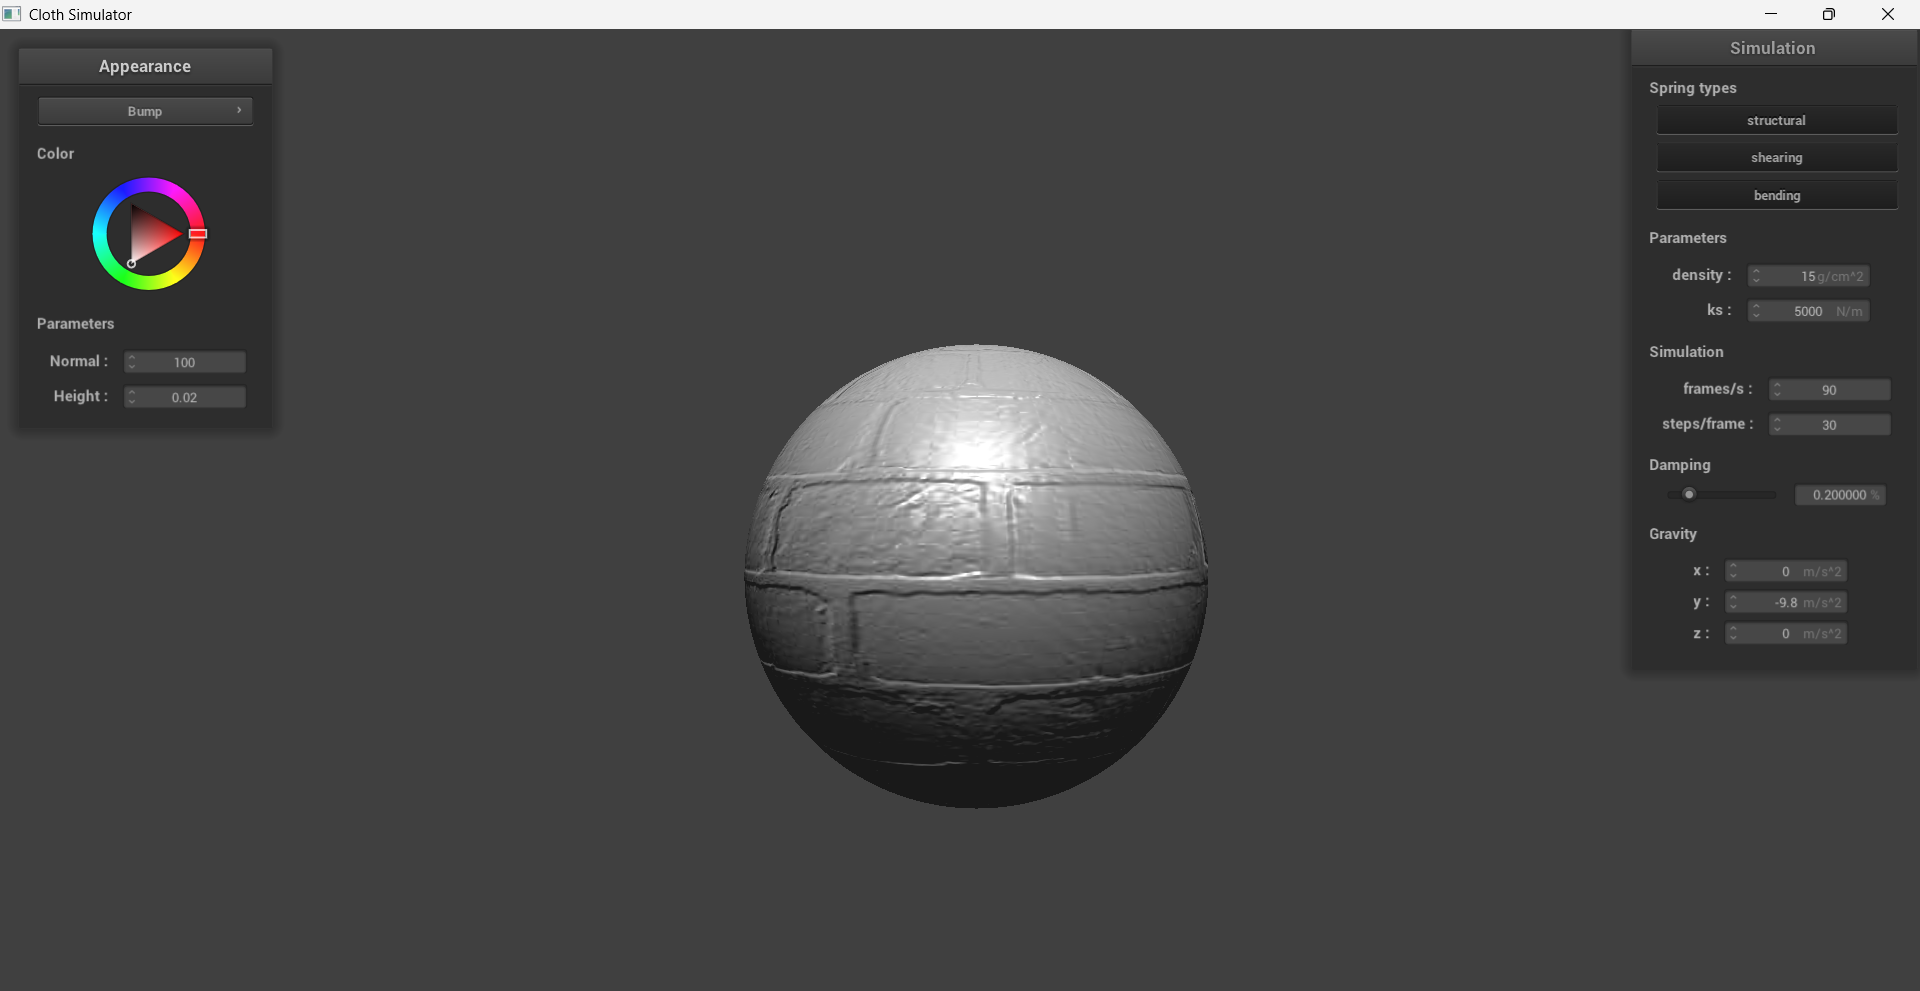 Cloth Simulator
Appearance
Bump
Color
Parameters
Normal : 100
Height : 0.02
Simulation
Spring types
structural
shearing
bending
Parameters
density : 15 g/cm^2
ks : 5000 N/m
Simulation
frames/s : 90
steps/frame : 30
Damping
0.200000 %
Gravity
x : 0 m/s^2
y : -9.8 m/s^2
z : 0 m/s^2